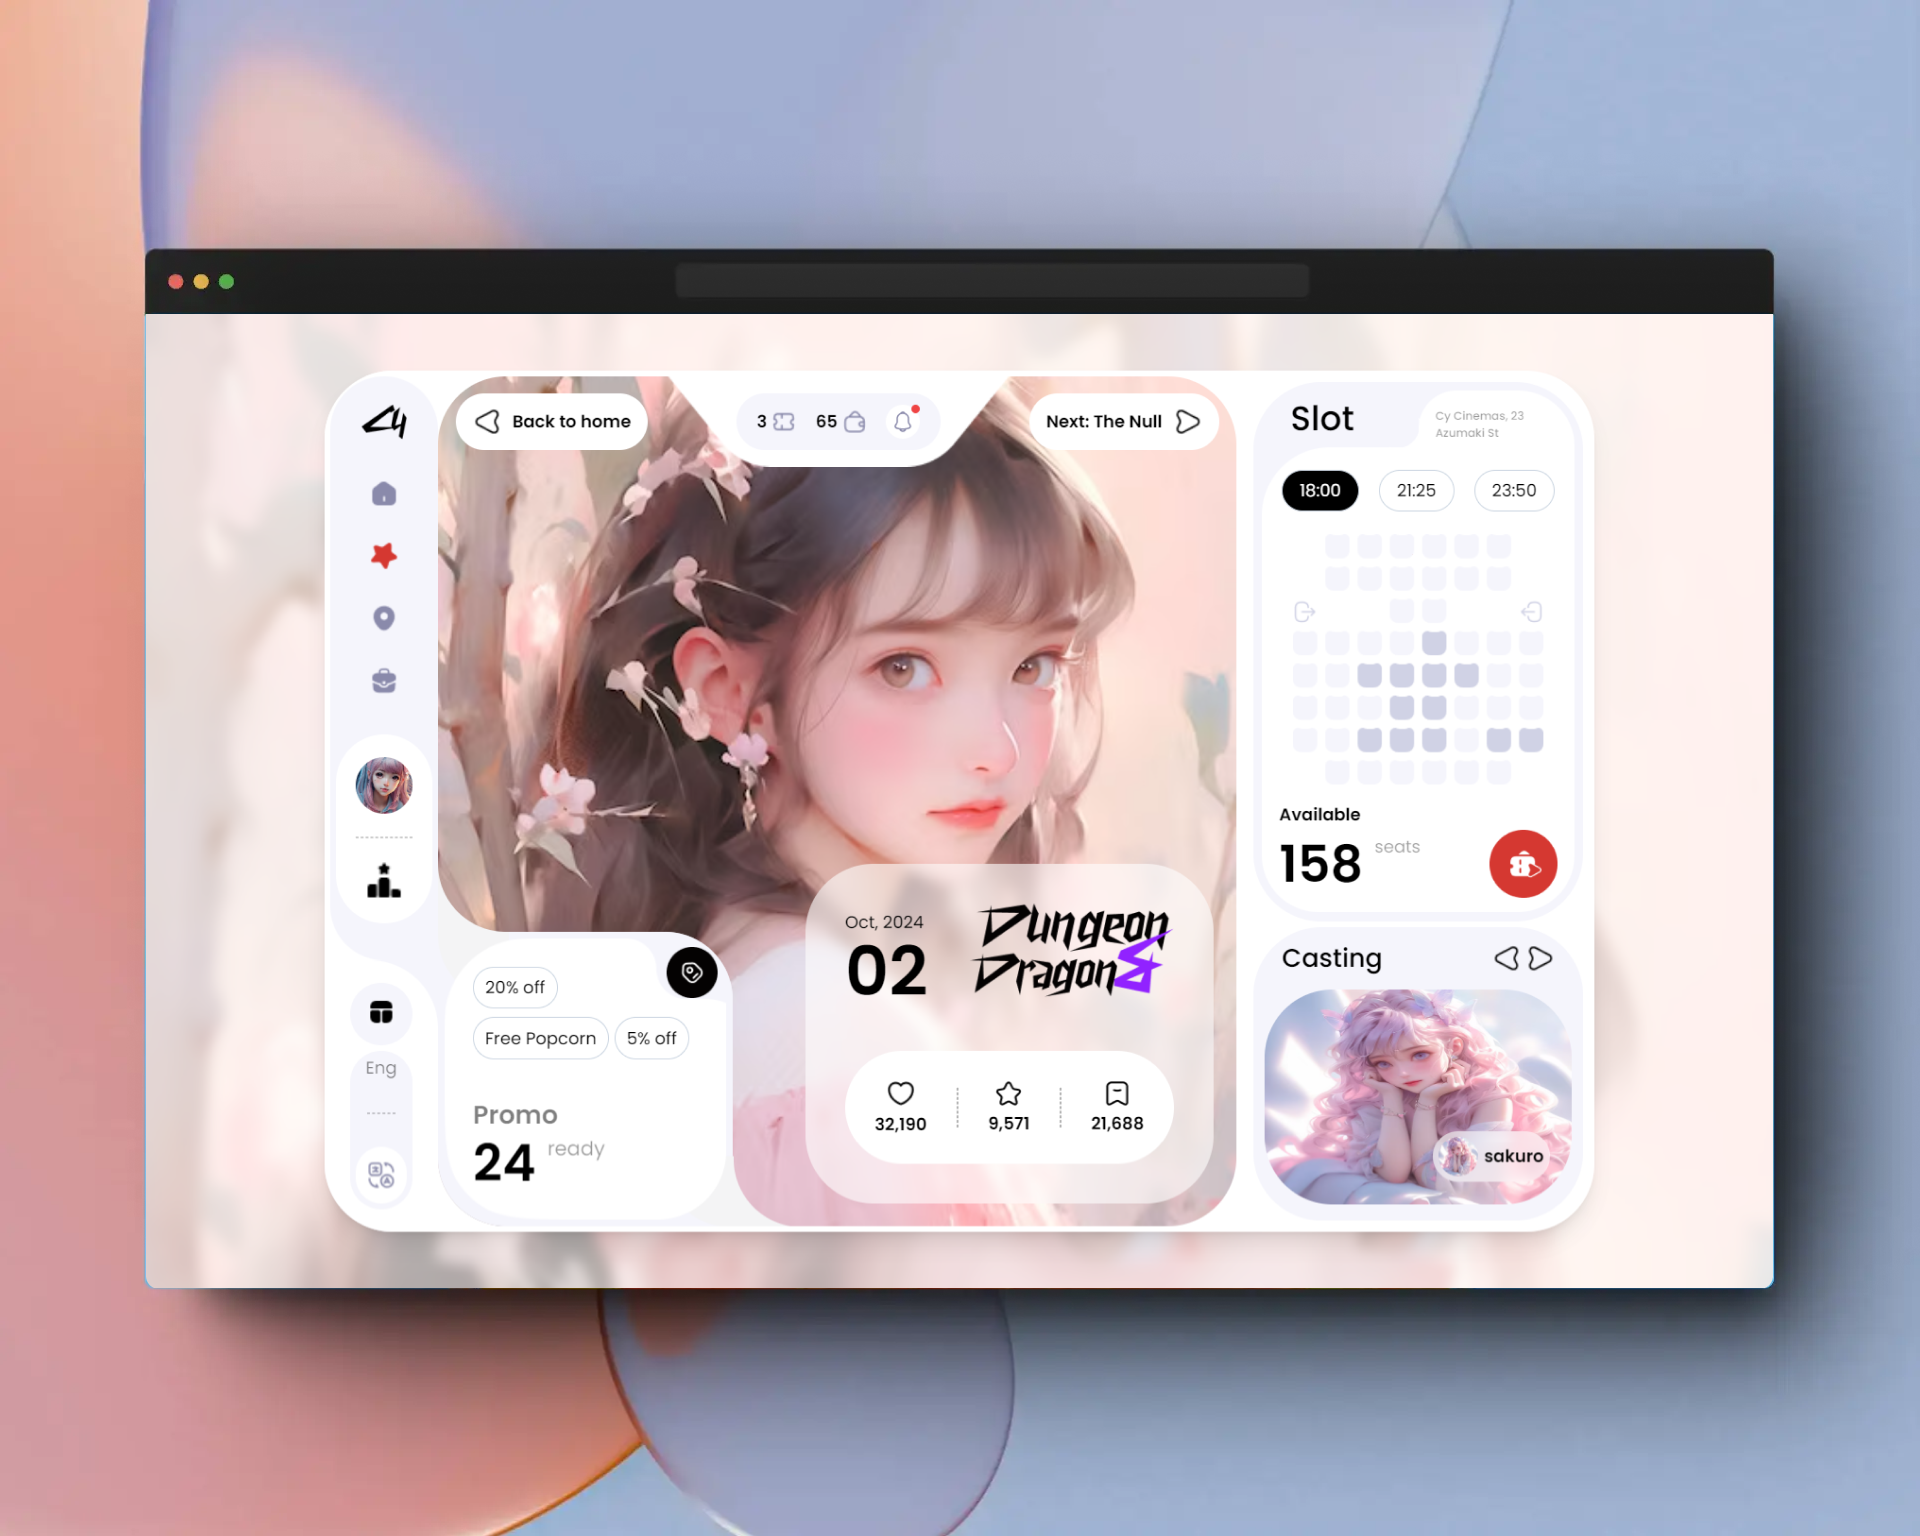 Cy
Back to home
3
65
Next: The Null
Slot
Cy Cinemas, 23
Azumaki St
18:00
21:25
23:50
Available
158
seats
Oct, 2024
02
Dungeon
Dragon&
32,190
9,571
21,688
20% off
Free Popcorn
5% off
Promo
24
ready
Eng
Casting
sakuro